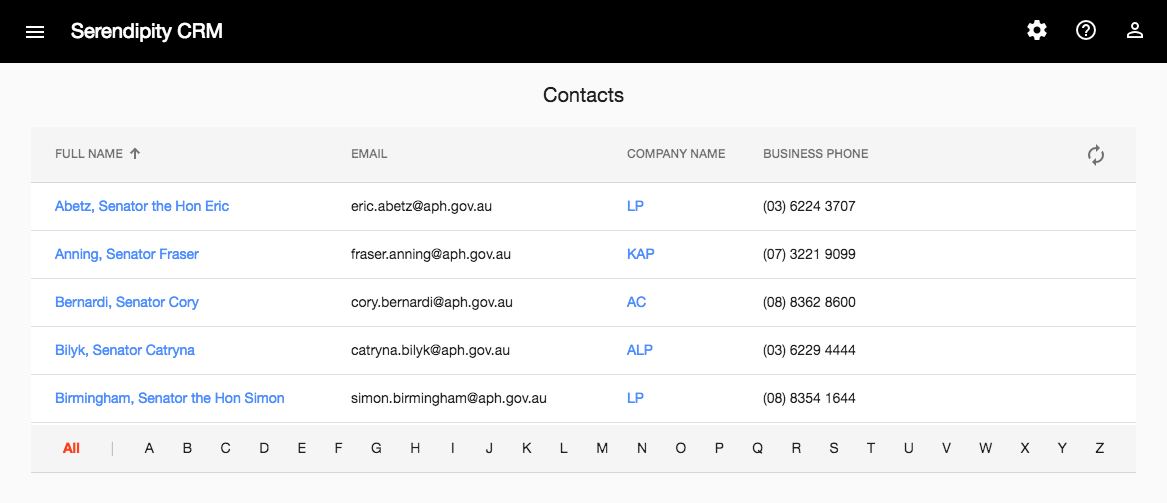 Serendipity CRM
Contacts
FULL NAME EMAIL COMPANY NAME BUSINESS PHONE
Abetz, Senator the Hon Eric eric.abetz@aph.gov.au LP (03) 6224 3707
Anning, Senator Fraser fraser.anning@aph.gov.au KAP (07) 3221 9099
Bernardi, Senator Cory cory.bernardi@aph.gov.au AC (08) 8362 8600
Bilyk, Senator Catryna catryna.bilyk@aph.gov.au ALP (03) 6229 4444
Birmingham, Senator the Hon Simon simon.birmingham@aph.gov.au LP (08) 8354 1644
All | A B C D E F G H I J K L M N O P Q R S T U V W X Y Z